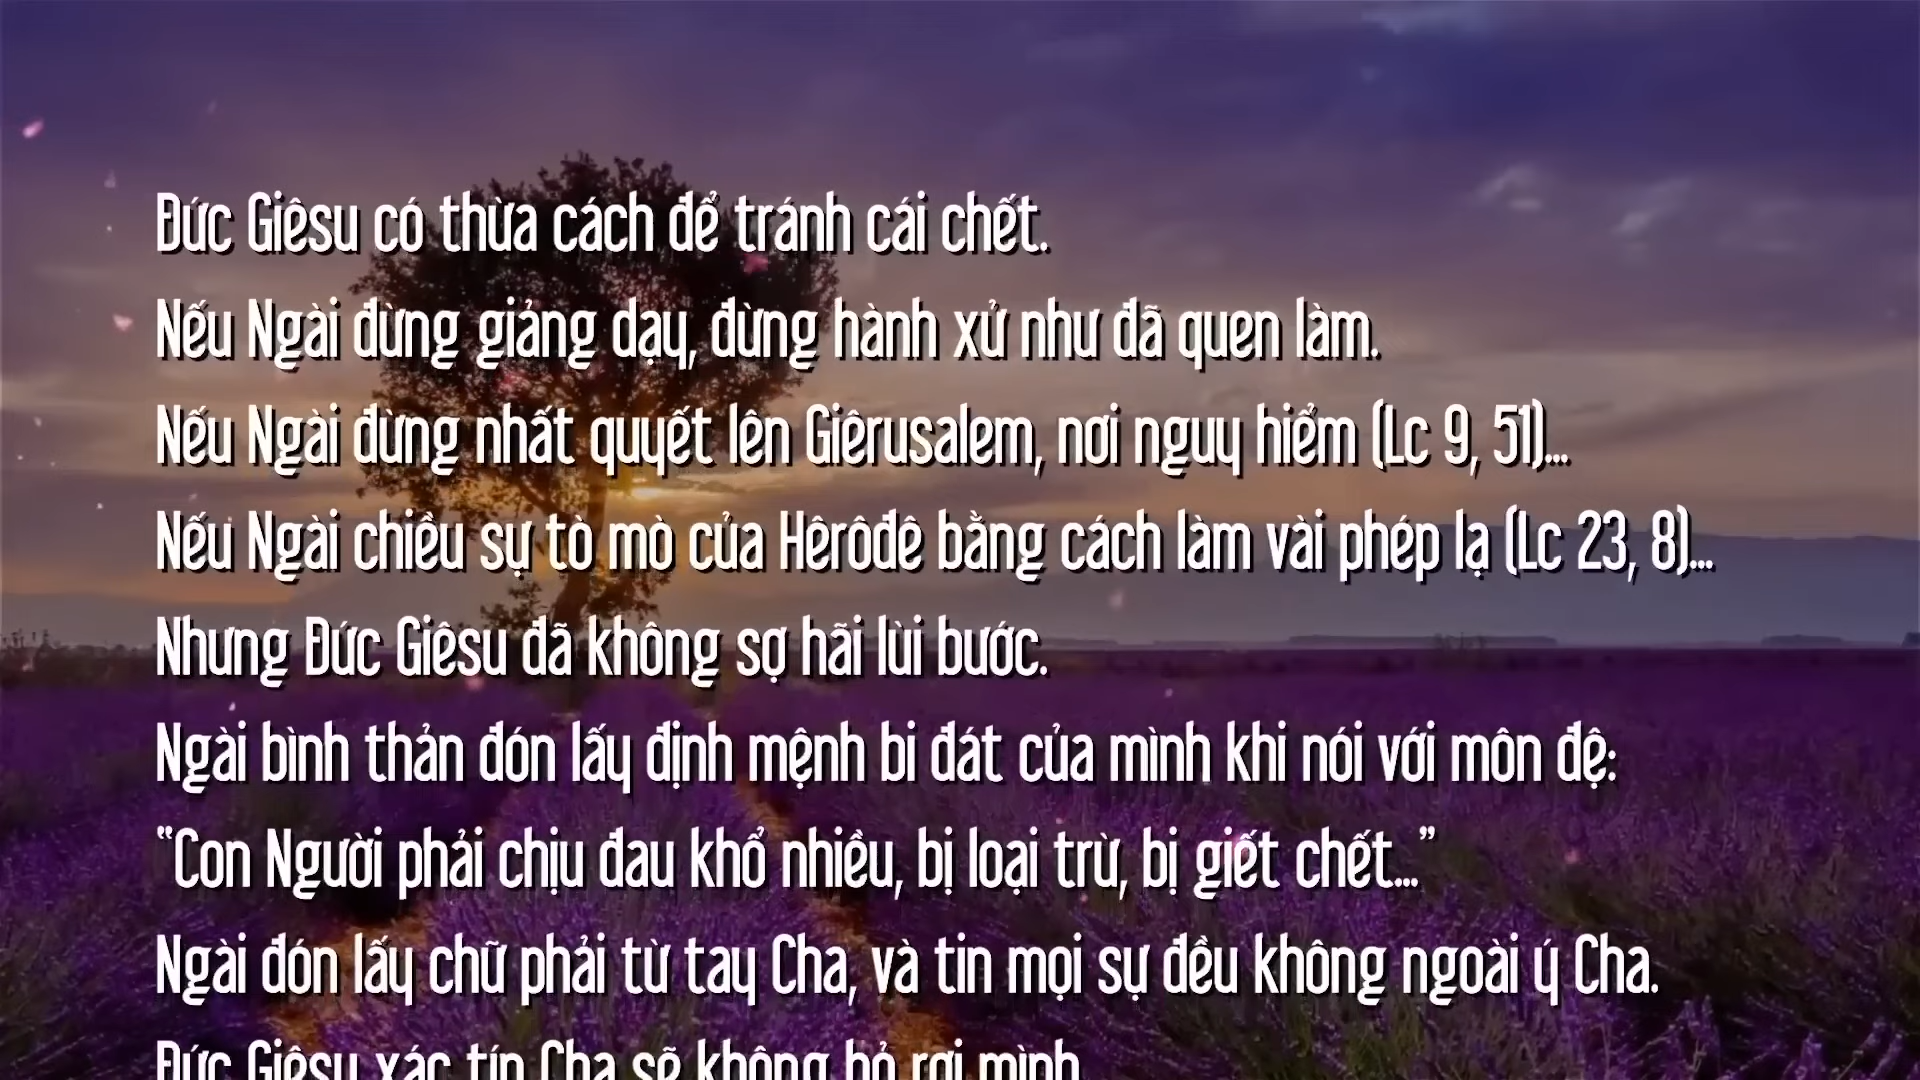 Đức Giêsu có thừa cách để tránh cái chết.
Nếu Ngài đừng giảng dạy, đừng hành xử như đã quen làm.
Nếu Ngài đừng nhất quyết lên Giêrusalem, nơi nguy hiểm (Lc 9, 51)...
Nếu Ngài chiều sự tò mò của Hêrôđê bằng cách làm vài phép lạ (Lc 23, 8)...
Nhưng Đức Giêsu đã không sợ hãi lùi bước.
Ngài bình thản đón lấy định mệnh bi đát của mình khi nói với môn đệ:
“Con Người phải chịu đau khổ nhiều, bị loại trừ, bị giết chết...”
Ngài đón lấy chữ phải từ tay Cha, và tin mọi sự đều không ngoài ý Cha.
Đức Giêsu xác tín Cha sẽ không bỏ rơi mình